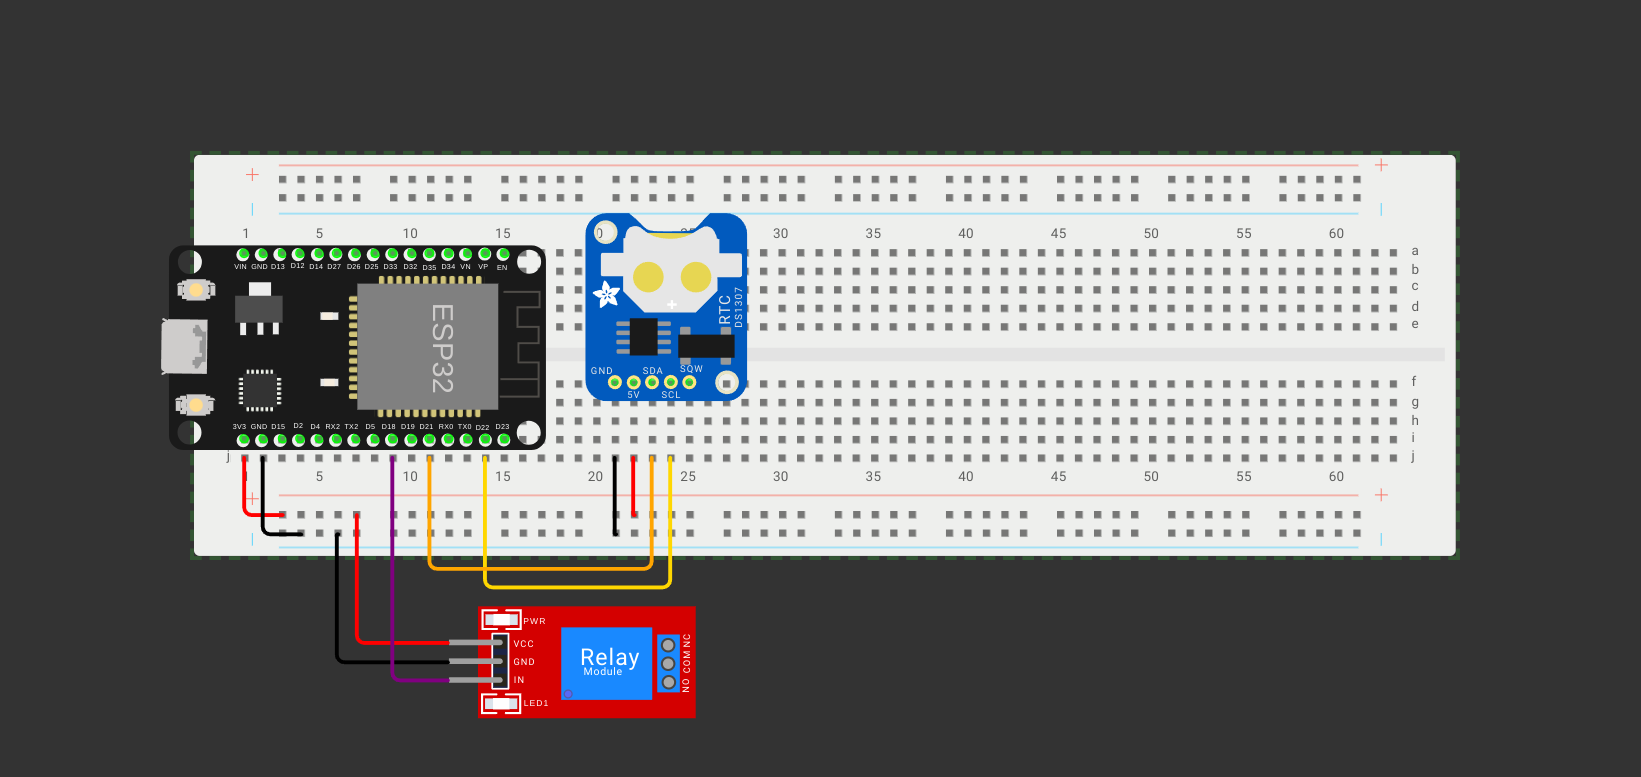 1 5 10 15 0 25 30 35 40 45 50 55 60
a
b
c
d
e
VIN GND D13 D12 D14 D27 D26 D25 D33 D32 D35 D34 VN VP EN
ESP32
RTC
DS1307
GND SDA SQW
5V SCL
f
g
h
i
3V3 GND D15 D2 D4 RX2 TX2 D5 D18 D19 D21 RX0 TX0 D22 D23
j j
1 5 10 15 20 25 30 35 40 45 50 55 60
PWR
VCC
GND
IN
LED1
Relay
Module
NO COM NC